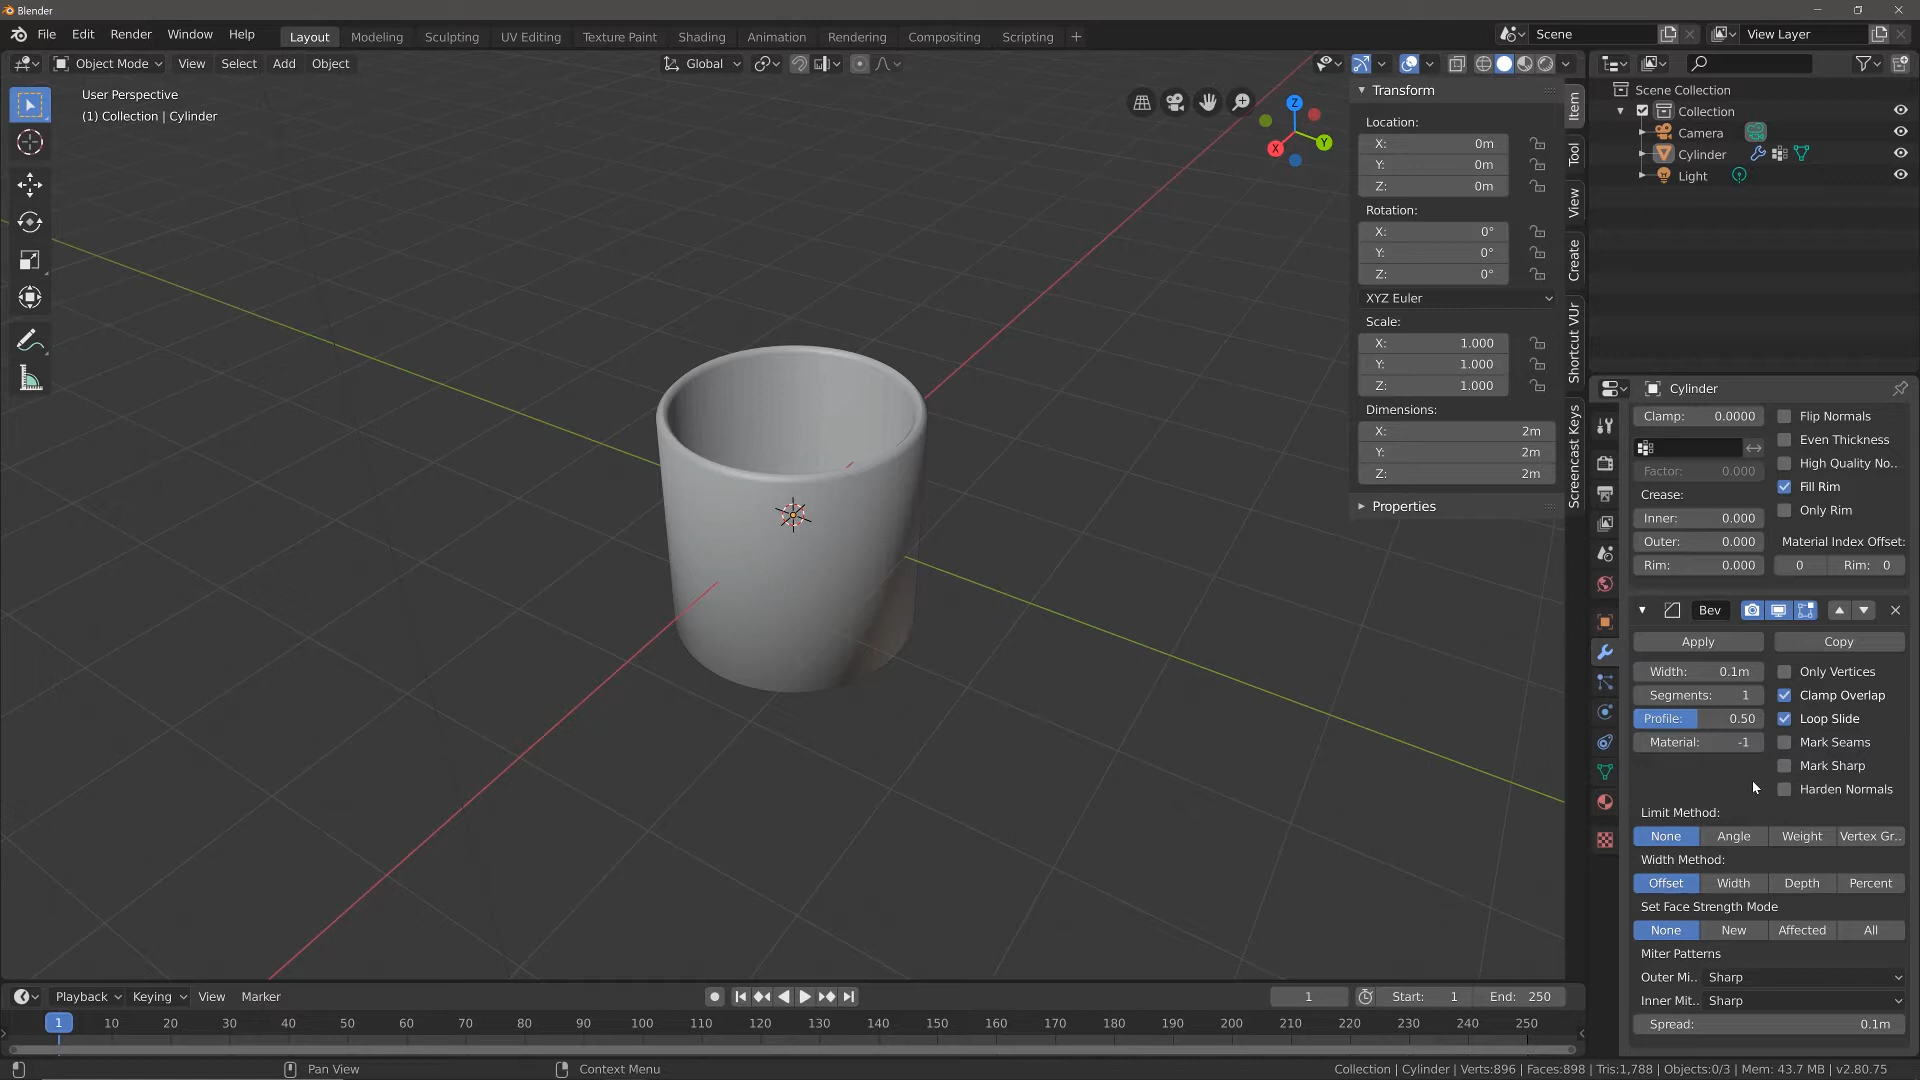 Blender
File Edit Render Window Help
Layout Modeling Sculpting UV Editing Texture Paint Shading Animation Rendering Compositing Scripting +
Scene
View Layer
Object Mode View Select Add Object
Global
User Perspective
(1) Collection | Cylinder
Z
Y
X
Transform
Location:
X: 0m
Y: 0m
Z: 0m
Rotation:
X: 0°
Y: 0°
Z: 0°
XYZ Euler
Scale:
X: 1.000
Y: 1.000
Z: 1.000
Dimensions:
X: 2m
Y: 2m
Z: 2m
Properties
Item
Tool
View
Create
Shortcut VUr
Screencast Keys
Scene Collection
Collection
Camera
Cylinder
Light
Cylinder
Clamp: 0.0000 Flip Normals
Even Thickness
High Quality No..
Factor: 0.000
Fill Rim
Crease:
Only Rim
Inner: 0.000
Outer: 0.000 Material Index Offset:
Rim: 0.000 0 Rim: 0
Bev
Apply Copy
Width: 0.1m Only Vertices
Segments: 1 Clamp Overlap
Profile: 0.50 Loop Slide
Material: -1 Mark Seams
Mark Sharp
Harden Normals
Limit Method:
None Angle Weight Vertex Gr..
Width Method:
Offset Width Depth Percent
Set Face Strength Mode
None New Affected All
Miter Patterns
Outer Mi.. Sharp
Inner Mit.. Sharp
Spread: 0.1m
Playback Keying View Marker
1 Start: 1 End: 250
1 10 20 30 40 50 60 70 80 90 100 110 120 130 140 150 160 170 180 190 200 210 220 230 240 250
Pan View Context Menu
Collection | Cylinder | Verts:896 | Faces:898 | Tris:1,788 | Objects:0/3 | Mem: 43.7 MB | v2.80.75